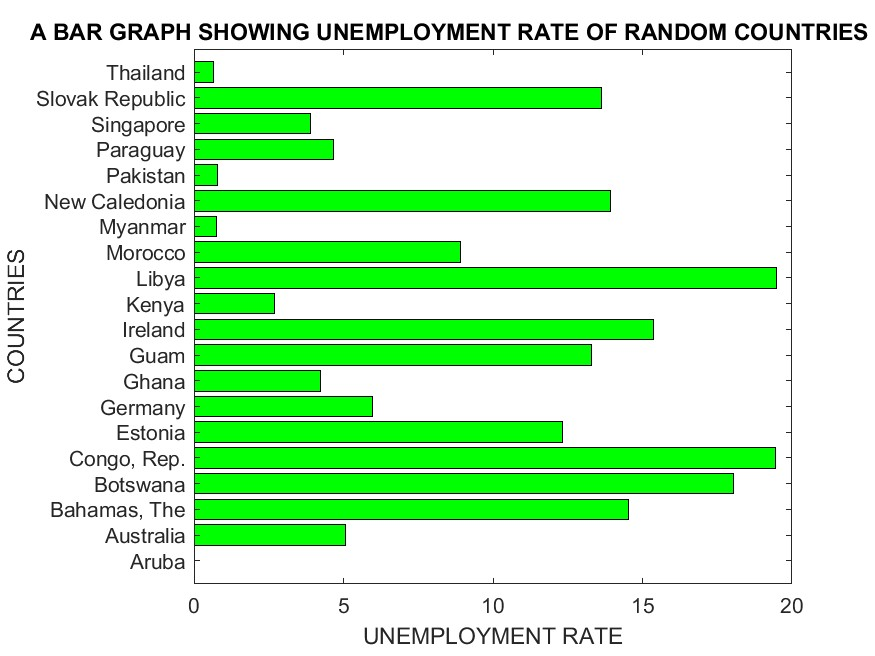 A BAR GRAPH SHOWING UNEMPLOYMENT RATE OF RANDOM COUNTRIES
Thailand
Slovak Republic
Singapore
Paraguay
Pakistan
New Caledonia
Myanmar
Morocco
Libya
Kenya
Ireland
Guam
Ghana
Germany
Estonia
Congo, Rep.
Botswana
Bahamas, The
Australia
Aruba
COUNTRIES
0 5 10 15 20
UNEMPLOYMENT RATE